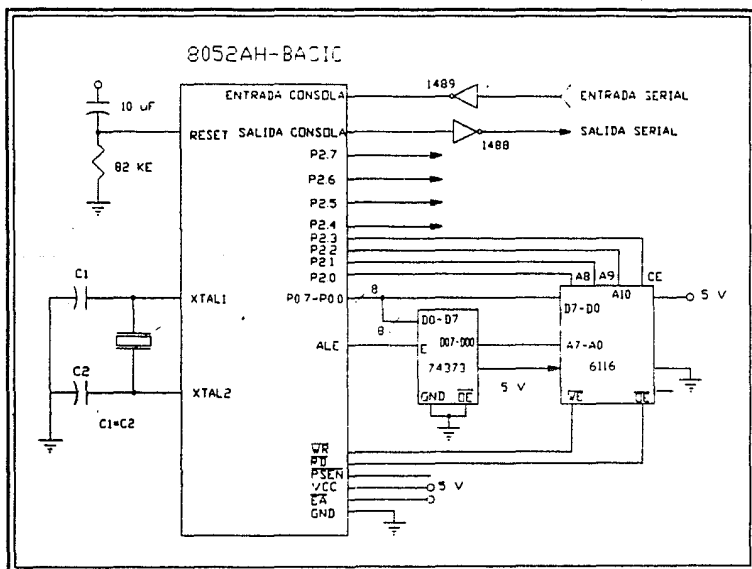 8052AH-BASIC
10 uF
82 KE
RESET
ENTRADA CONSOLA
SALIDA CONSOLA
1489
1488
ENTRADA SERIAL
SALIDA SERIAL
P2.7
P2.6
P2.5
P2.4
P2.3
P2.2
P2.1
P2.0
P0.7-P0.0
8
8
ALE
C1
C2
C1=C2
XTAL1
XTAL2
D0-D7
E
DO7-DO0
74373
GND
OE
5 V
A8
A9
A10
CE
5 V
D7-D0
A7-A0
6116
WE
OE
WR
RD
PSEN
VCC
EA
GND
5 V